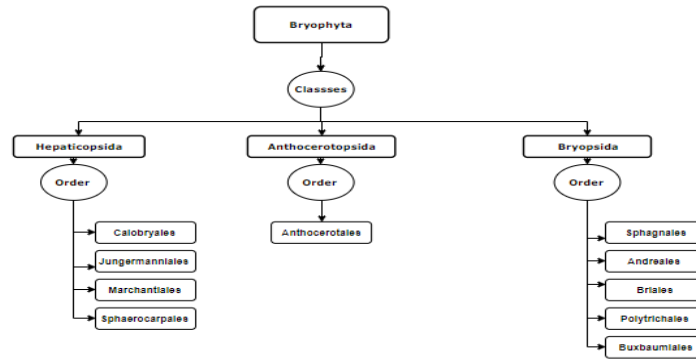 Bryophyta
Classses
Hepaticopsida
Anthocerotopsida
Bryopsida
Order
Order
Order
Calobryales
Jungermanniales
Marchantiales
Sphaerocarpales
Anthocerotales
Sphagnales
Andreales
Briales
Polytrichales
Buxbaumiales